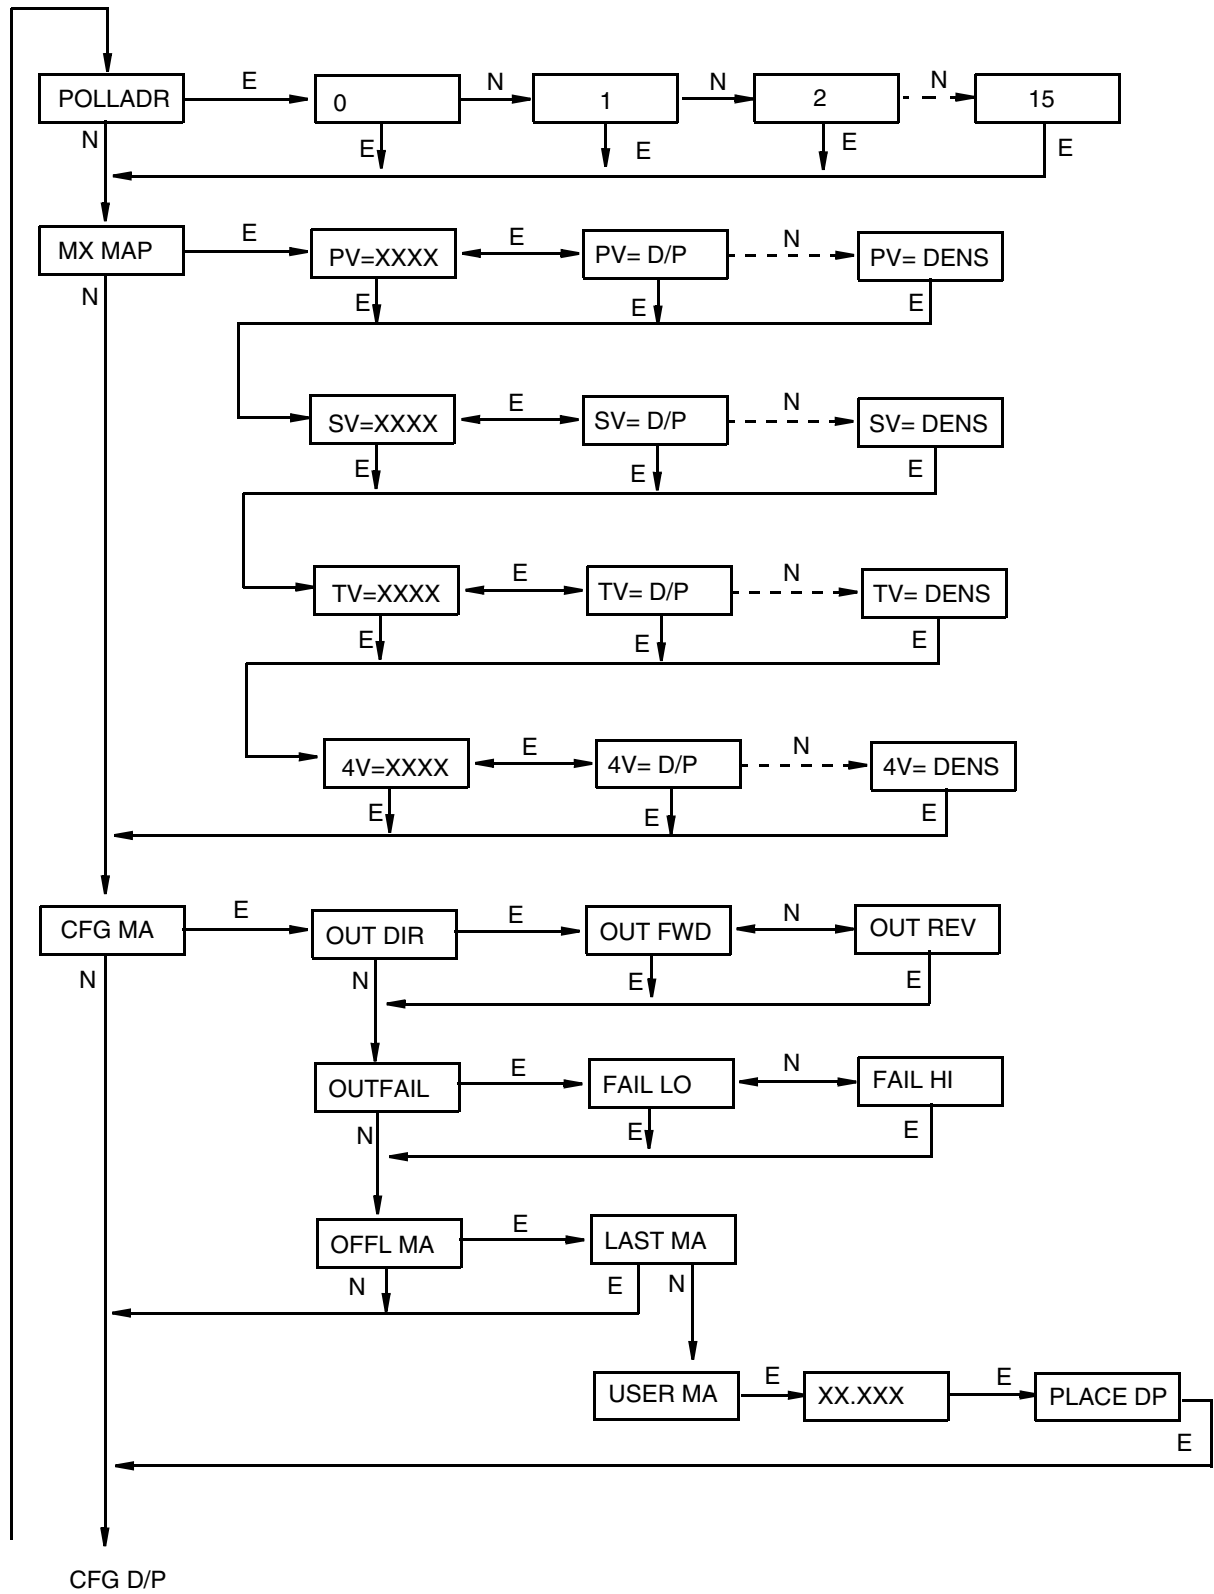 E N N N
POLLADR 0 1 2 15
N E E E E
E E N
MX MAP PV=XXXX PV= D/P PV= DENS
N E E E
E N
SV=XXXX SV= D/P SV= DENS
E E E
E N
TV=XXXX TV= D/P TV= DENS
E E E
E N
4V=XXXX 4V= D/P 4V= DENS
E E E
E E N
CFG MA OUT DIR OUT FWD OUT REV
N N E E
E N
OUTFAIL FAIL LO FAIL HI
N E E
E
OFFL MA LAST MA
N E N
E E
USER MA XX.XXX PLACE DP
E
CFG D/P